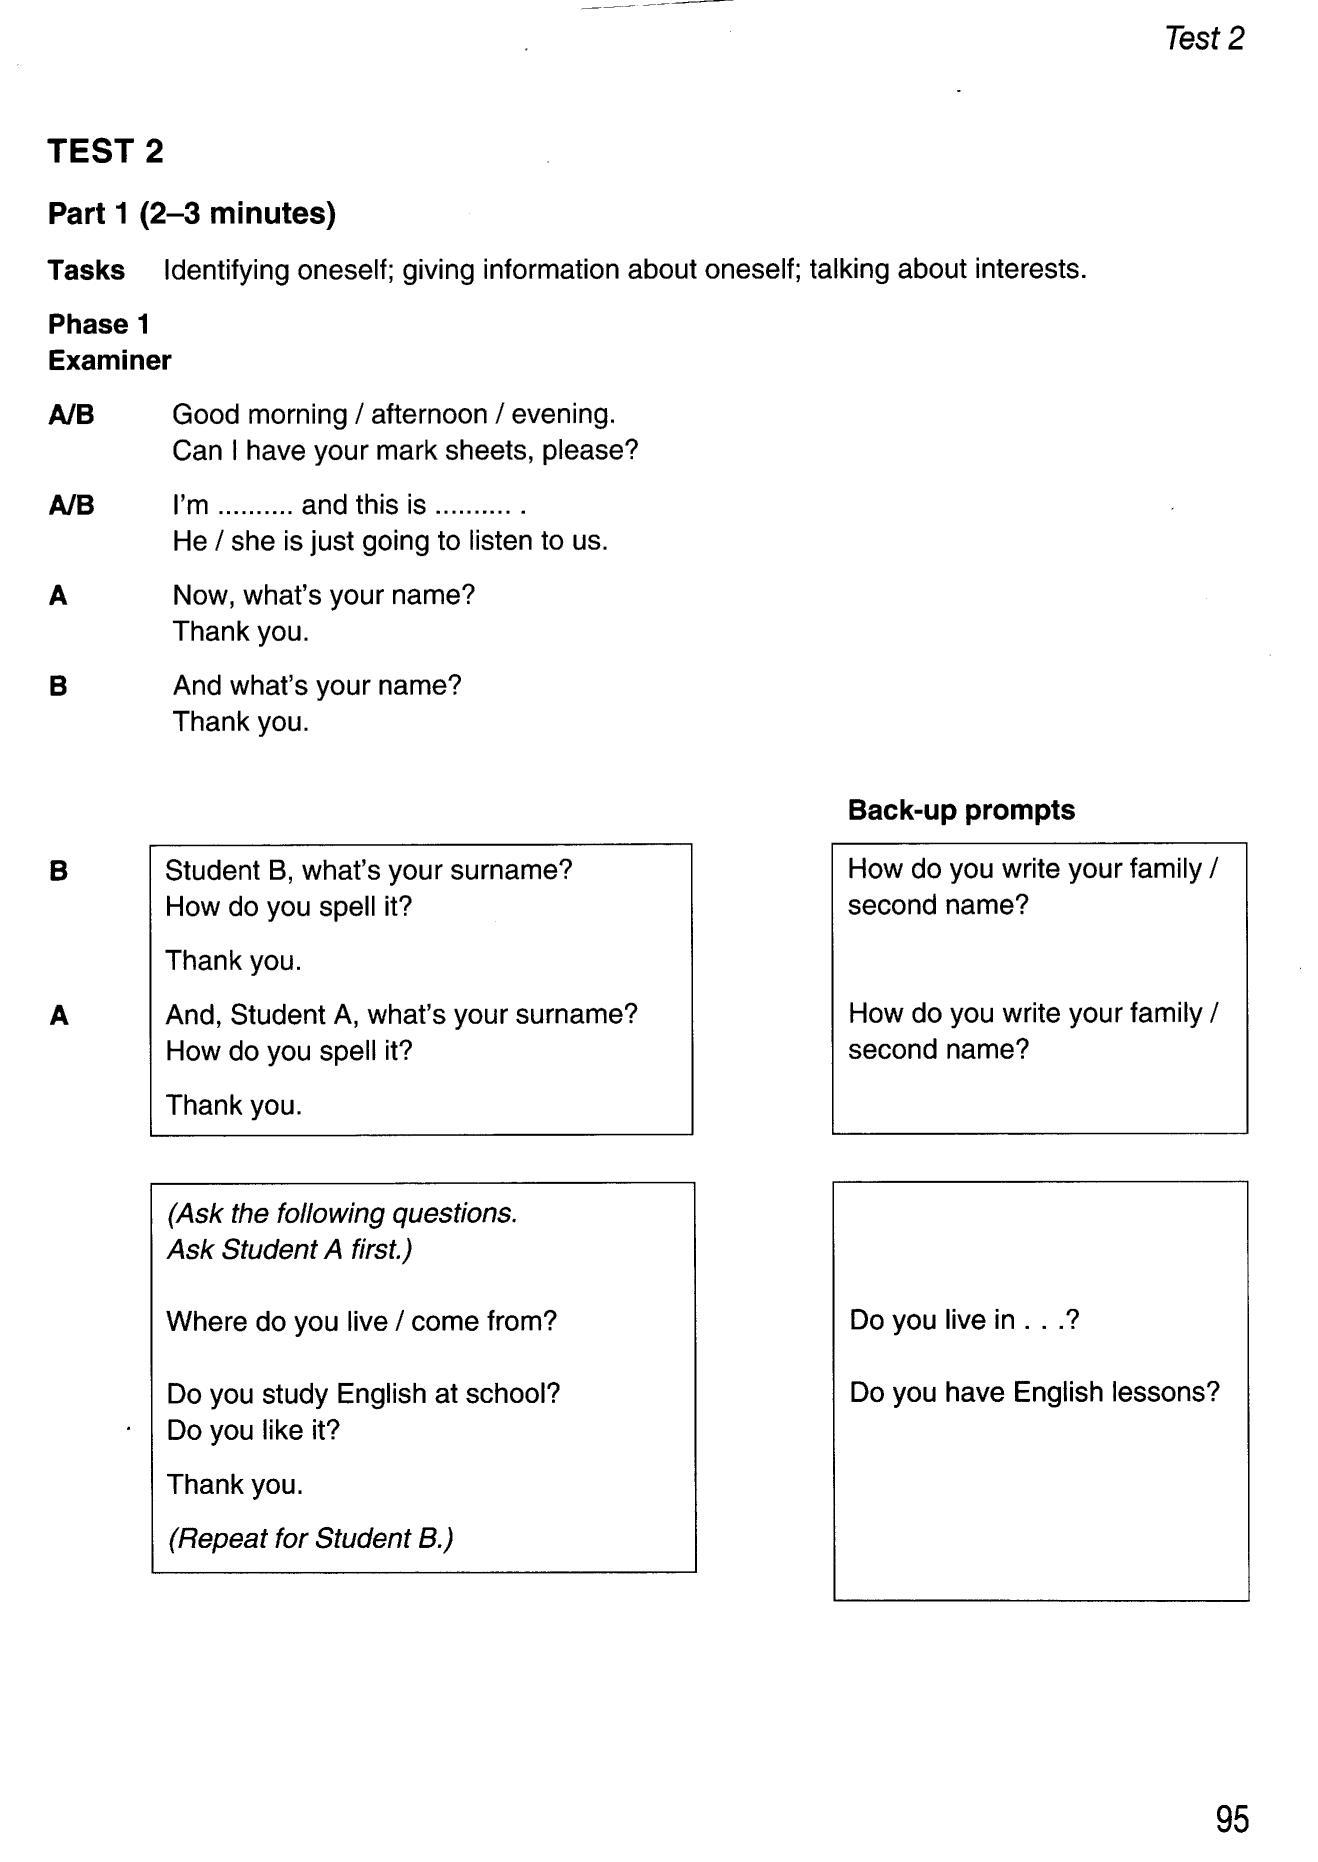 Test 2
TEST 2
Part 1 (2–3 minutes)
Tasks Identifying oneself; giving information about oneself; talking about interests.
Phase 1
Examiner
A/B Good morning / afternoon / evening.
Can I have your mark sheets, please?
A/B I'm .......... and this is .......... .
He / she is just going to listen to us.
A Now, what's your name?
Thank you.
B And what's your name?
Thank you.
Back-up prompts
B Student B, what's your surname?
How do you spell it?
Thank you.
How do you write your family /
second name?
A And, Student A, what's your surname?
How do you spell it?
Thank you.
How do you write your family /
second name?
(Ask the following questions.
Ask Student A first.)
Where do you live / come from?
Do you live in . . .?
Do you study English at school?
Do you like it?
Do you have English lessons?
Thank you.
(Repeat for Student B.)
95